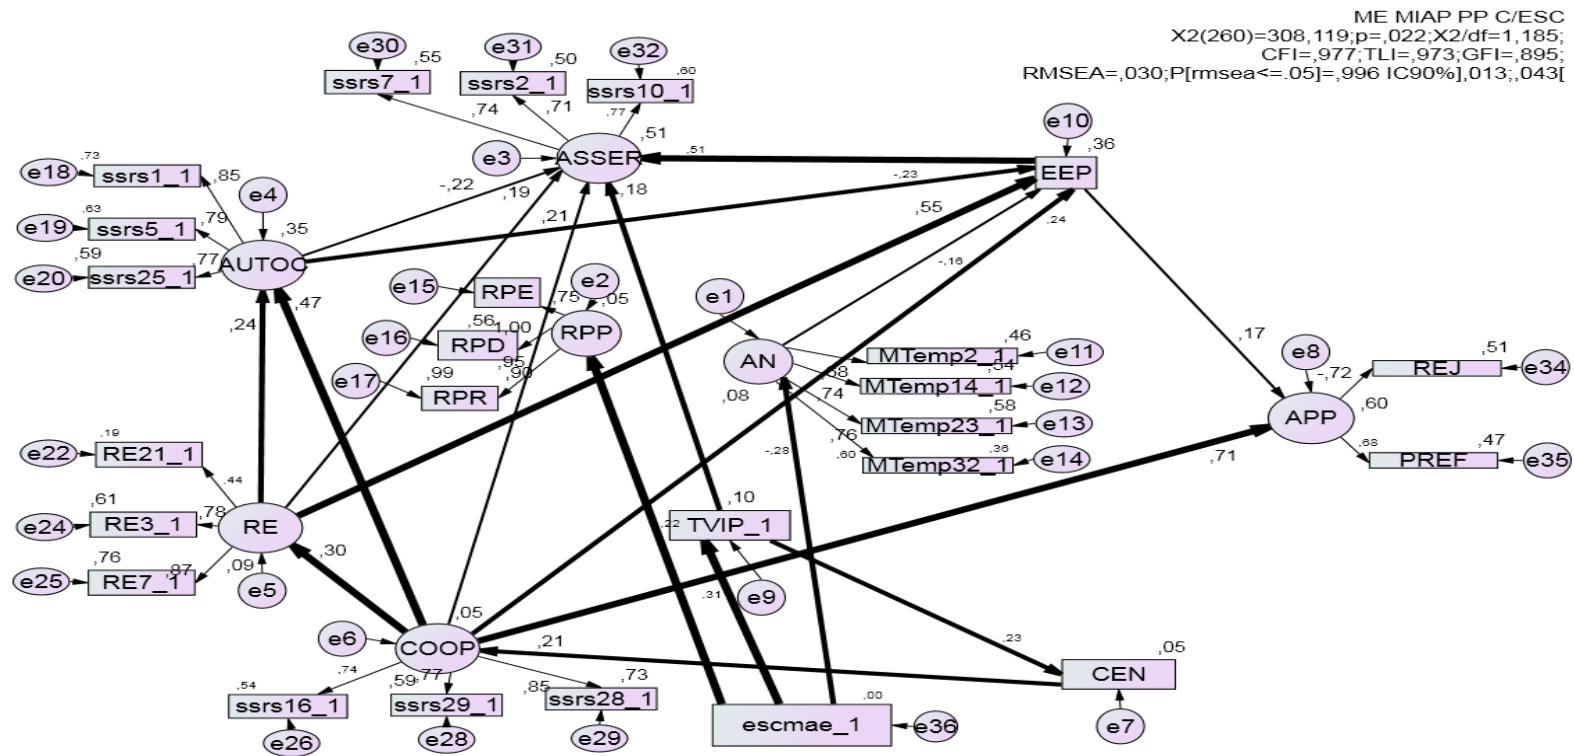 ME MIAP PP C/ESC
X2(260)=308,119;p=,022;X2/df=1,185;
CFI=,977;TLI=,973;GFI=,895;
RMSEA=,030;P[rmsea<=.05]=,996 IC90%],013;,043[
e30 e31 e32
,55 ,50 ,60
ssrs7_1 ssrs2_1 ssrs10_1
,74 ,71 ,77
e10
,51 ,36
e3 ASSER ,51 EEP
,73
e18 ssrs1_1 ,85 e4 -,22 ,19 ,18 -,23
,63
e19 ssrs5_1 ,79 ,35 ,21 ,55 ,24
,59
e20 ssrs25_1 ,77 AUTOC
,47 e15 RPE ,75 e2 ,05 e1 -,16
,24 e16 ,56 RPD 1,00 RPP
,95
e17 ,99 RPR ,90
AN ,46 MTemp2_1 e11
,68 ,54 MTemp14_1 e12
,08 ,74 ,58 MTemp23_1 e13
,76 ,36
-,28 ,60 MTemp32_1 e14
,17 e8 -,72 ,51 REJ e34
APP ,60
,71 ,68 ,47 PREF e35
,19
e22 RE21_1 ,44
,61
e24 RE3_1 ,78 RE
,76
e25 RE7_1 ,87 ,09 e5 ,30
,10
,22 TVIP_1
,31 e9
,05
e6 COOP ,21 ,23 CEN ,05
,74 ,59 ,77 ,85 ,73
,54
ssrs16_1 ssrs29_1 ssrs28_1 ,00
escmae_1 e36 e7
e26 e28 e29